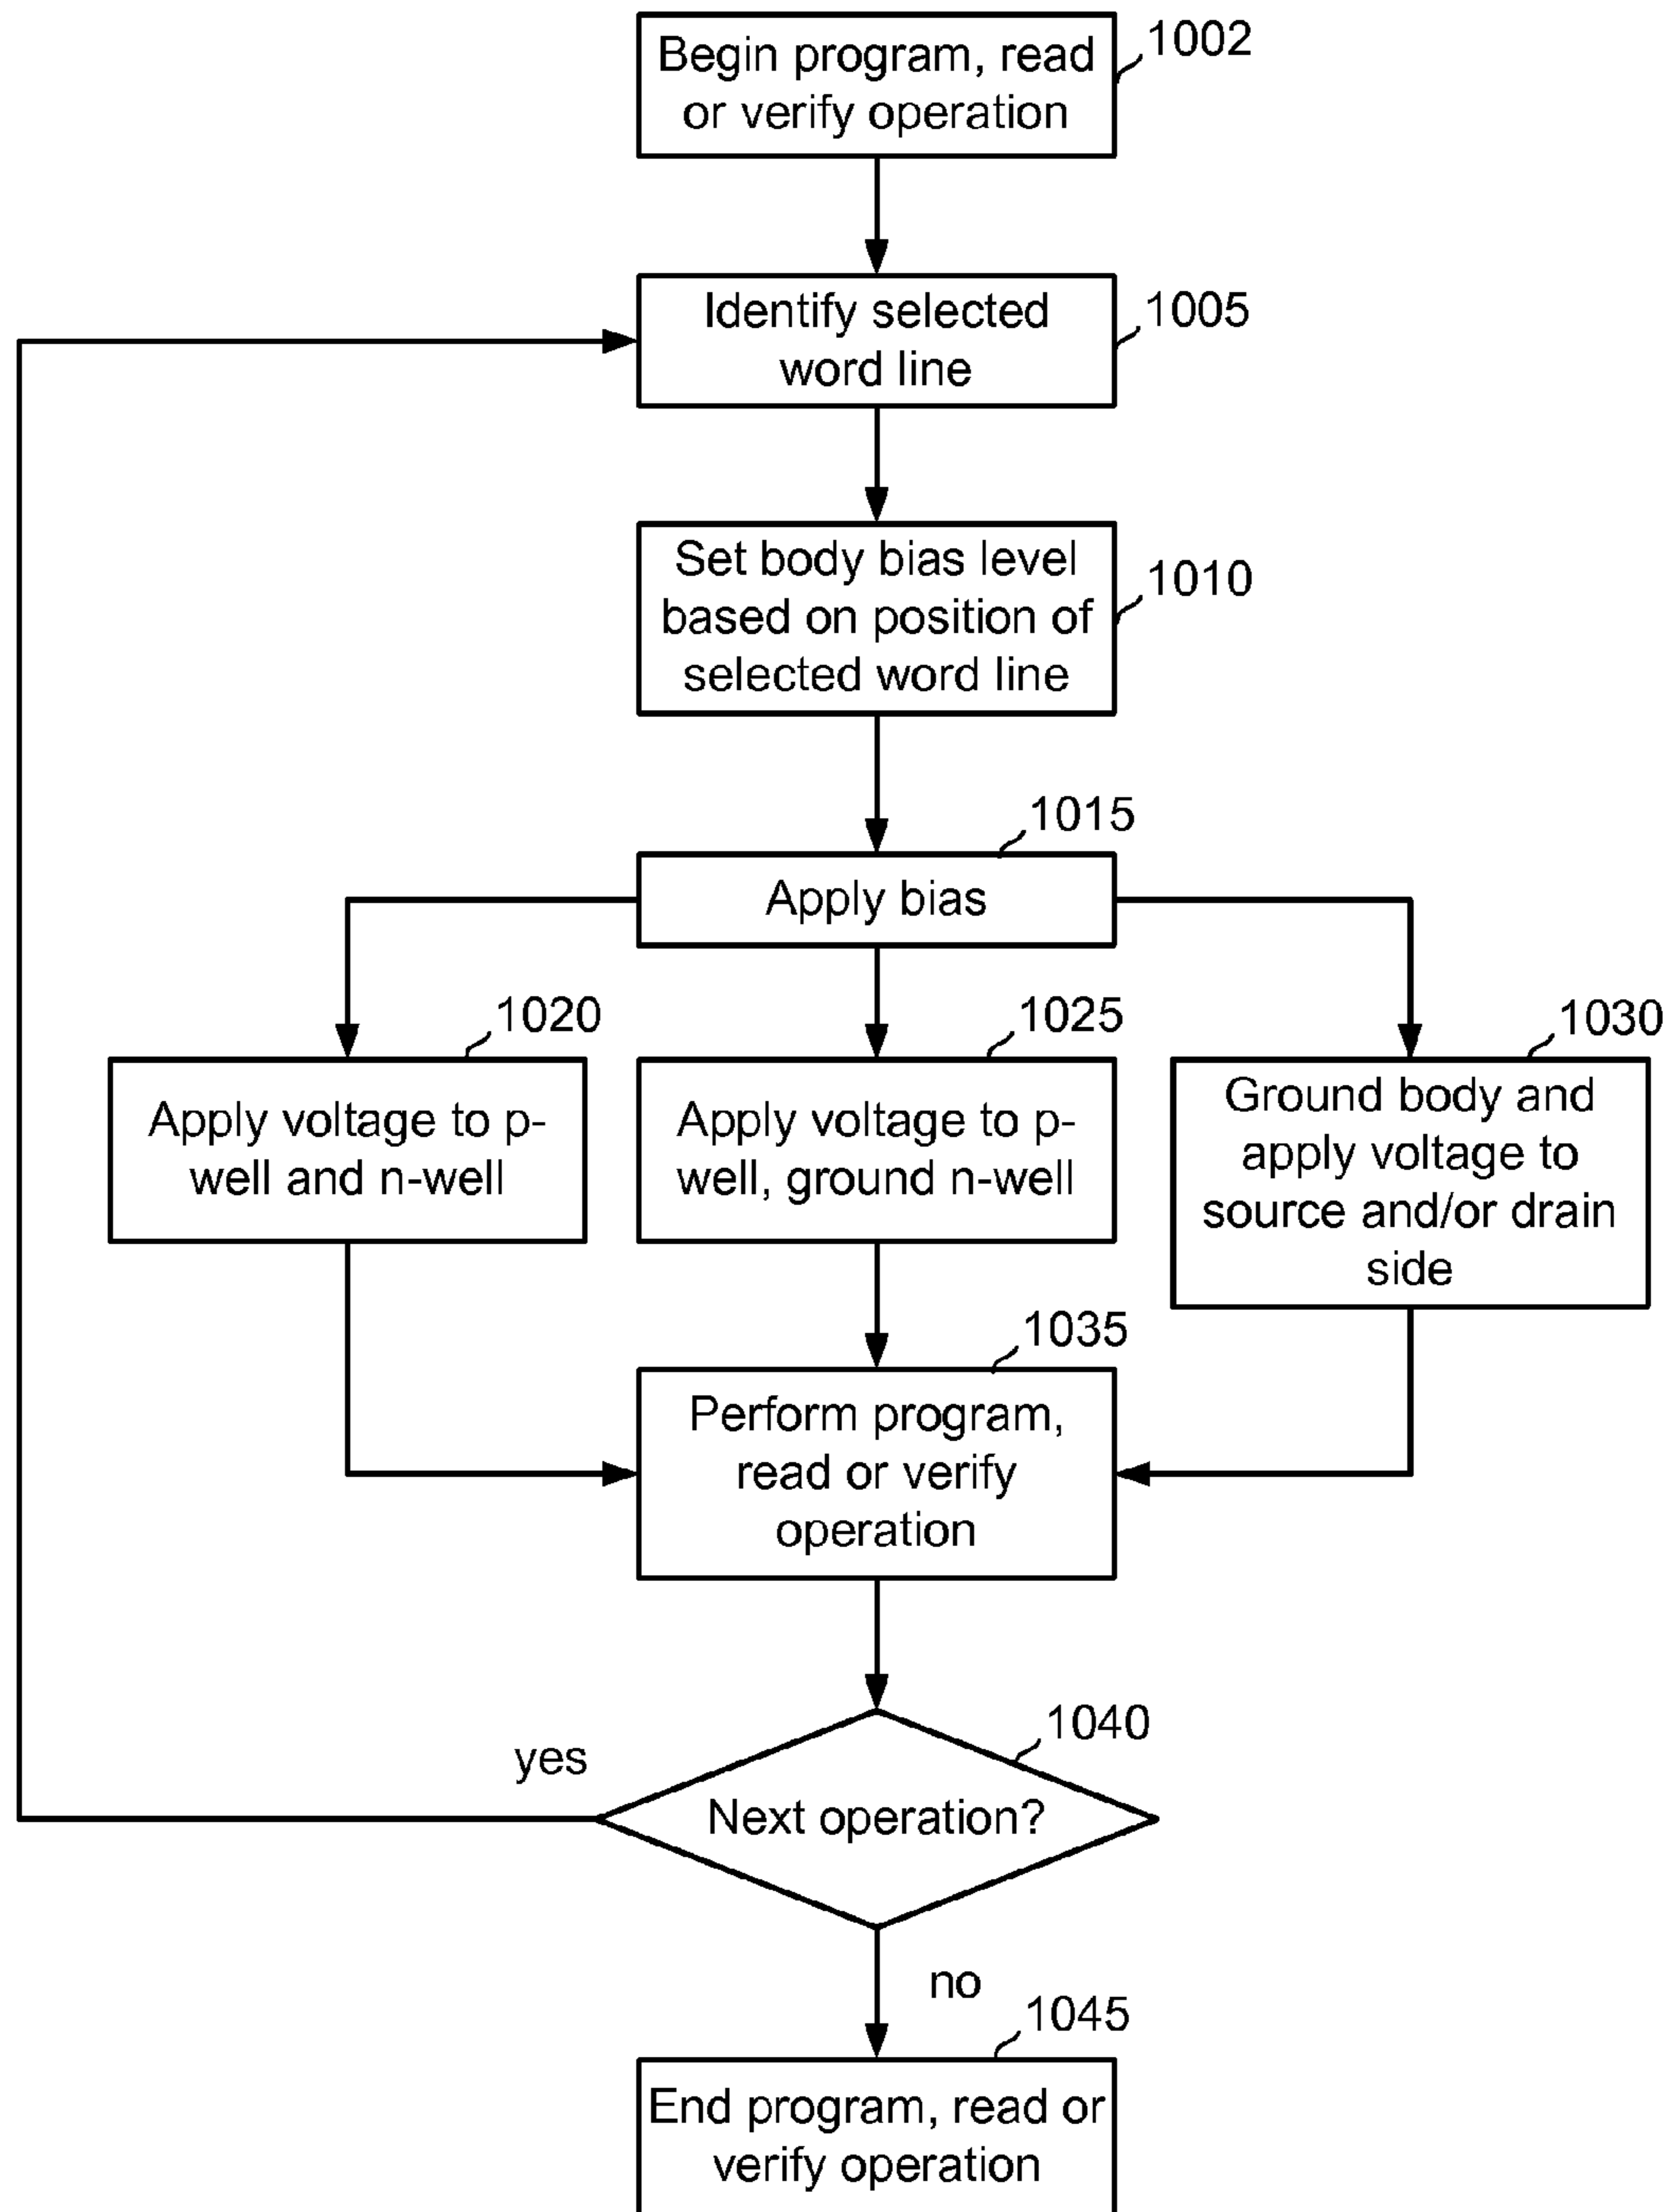 Begin program, read
or verify operation
1002
Identify selected
word line
1005
Set body bias level
based on position of
selected word line
1010
1015
Apply bias
1020
Apply voltage to p-
well and n-well
1025
Apply voltage to p-
well, ground n-well
1030
Ground body and
apply voltage to
source and/or drain
side
1035
Perform program,
read or verify
operation
1040
yes
Next operation?
no
1045
End program, read or
verify operation